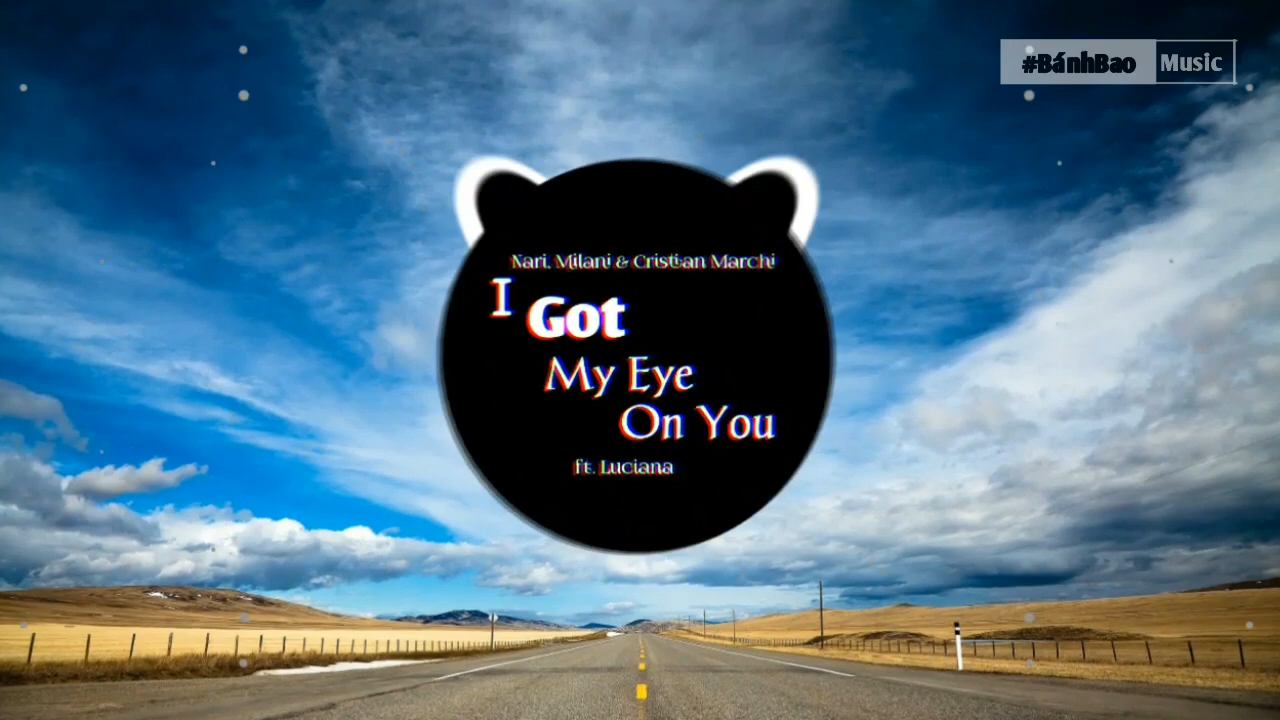 #BánhBao Music
Nari, Milani & Cristian Marchi
I Got
My Eye
On You
ft. Luciana